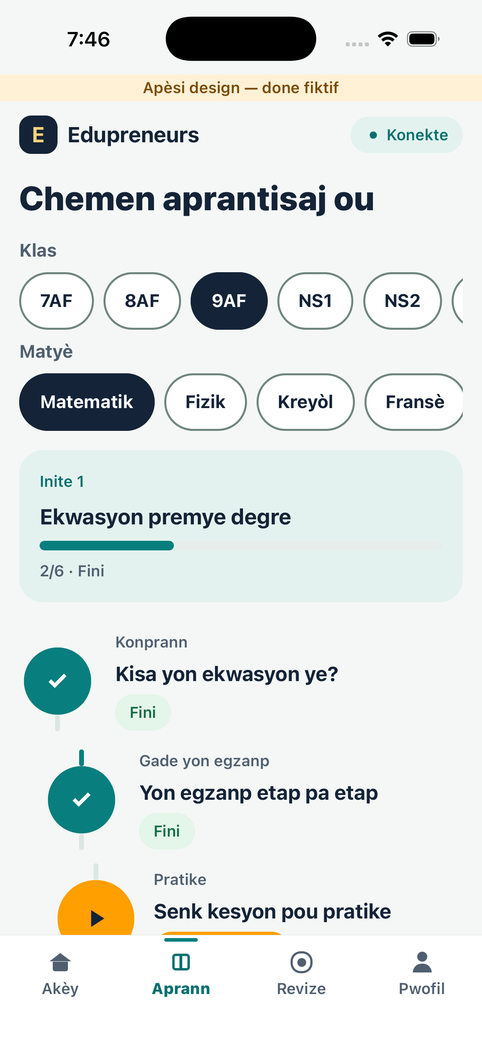 7:46
Apèsi design — done fiktif
E Edupreneurs
Konekte
Chemen aprantisaj ou
Klas
7AF 8AF 9AF NS1 NS2
Matyè
Matematik Fizik Kreyòl Fransè
Inite 1
Ekwasyon premye degre
2/6 · Fini
Konprann
Kisa yon ekwasyon ye?
Fini
Gade yon egzanp
Yon egzanp etap pa etap
Fini
Pratike
Senk kesyon pou pratike
Akèy Aprann Revize Pwofil